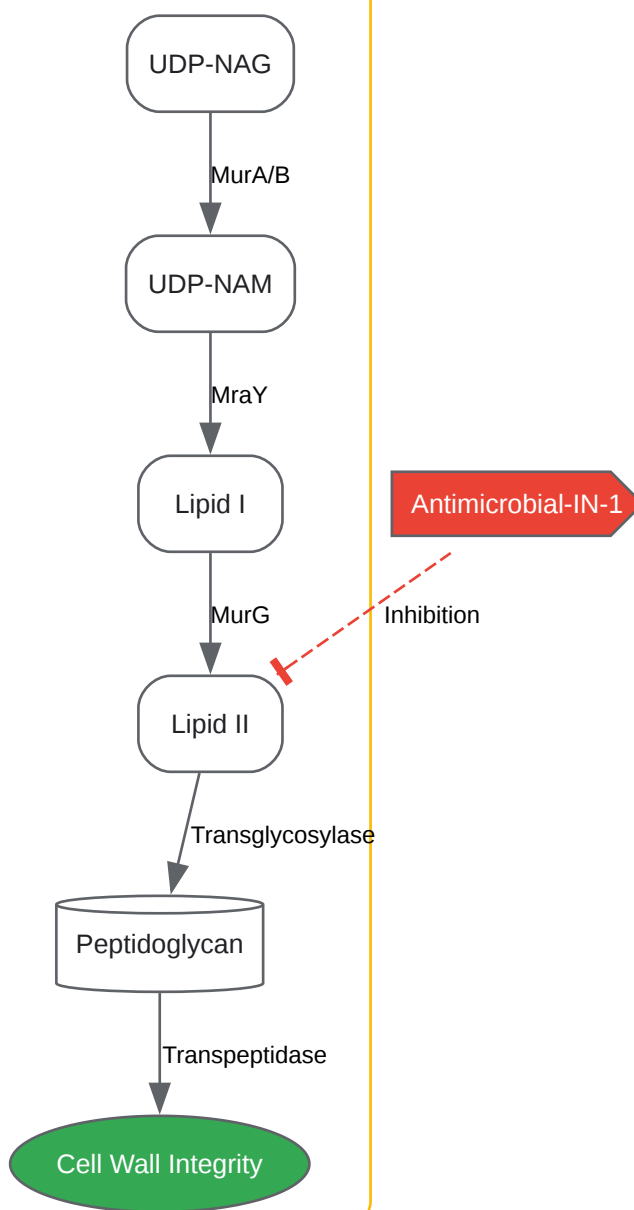 UDP-NAG
MurA/B
UDP-NAM
MraY
Lipid I
Antimicrobial-IN-1
MurG
Inhibition
Lipid II
Transglycosylase
Peptidoglycan
Transpeptidase
Cell Wall Integrity